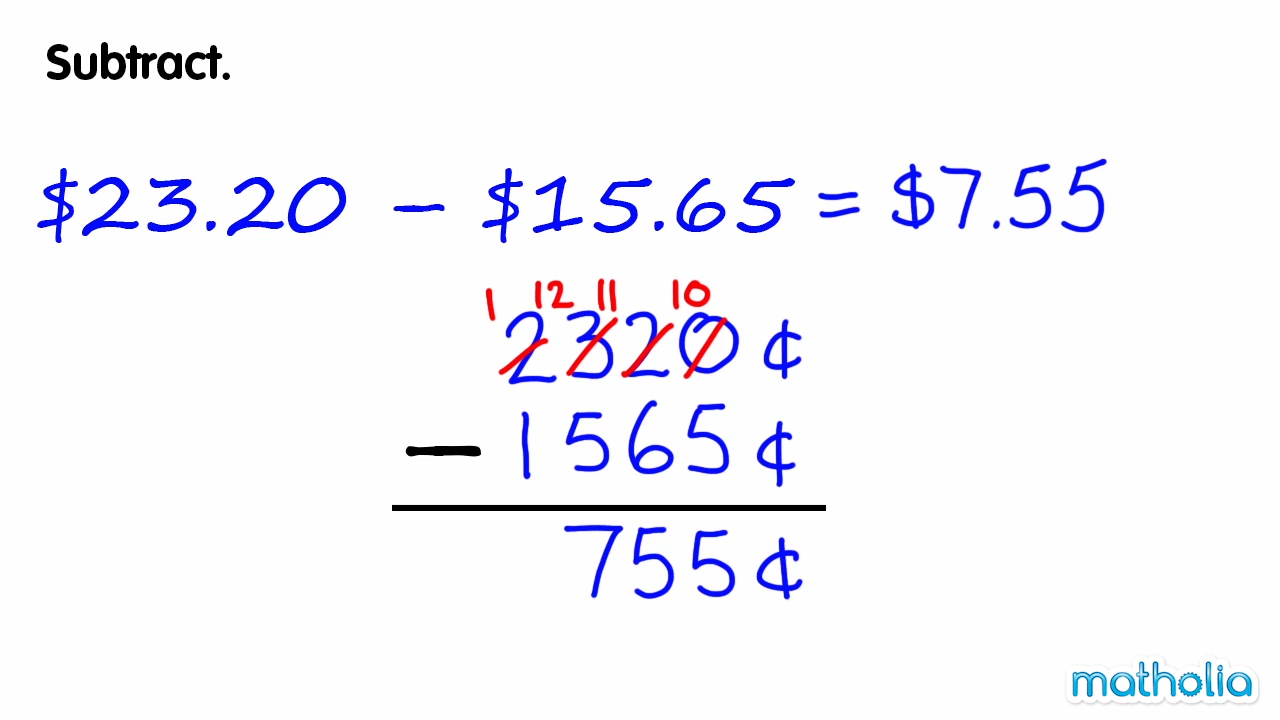 Subtract.
$23.20 – $15.65 = $7.55
1 12 11 10
2320 ¢
– 1565 ¢
755 ¢
matholia